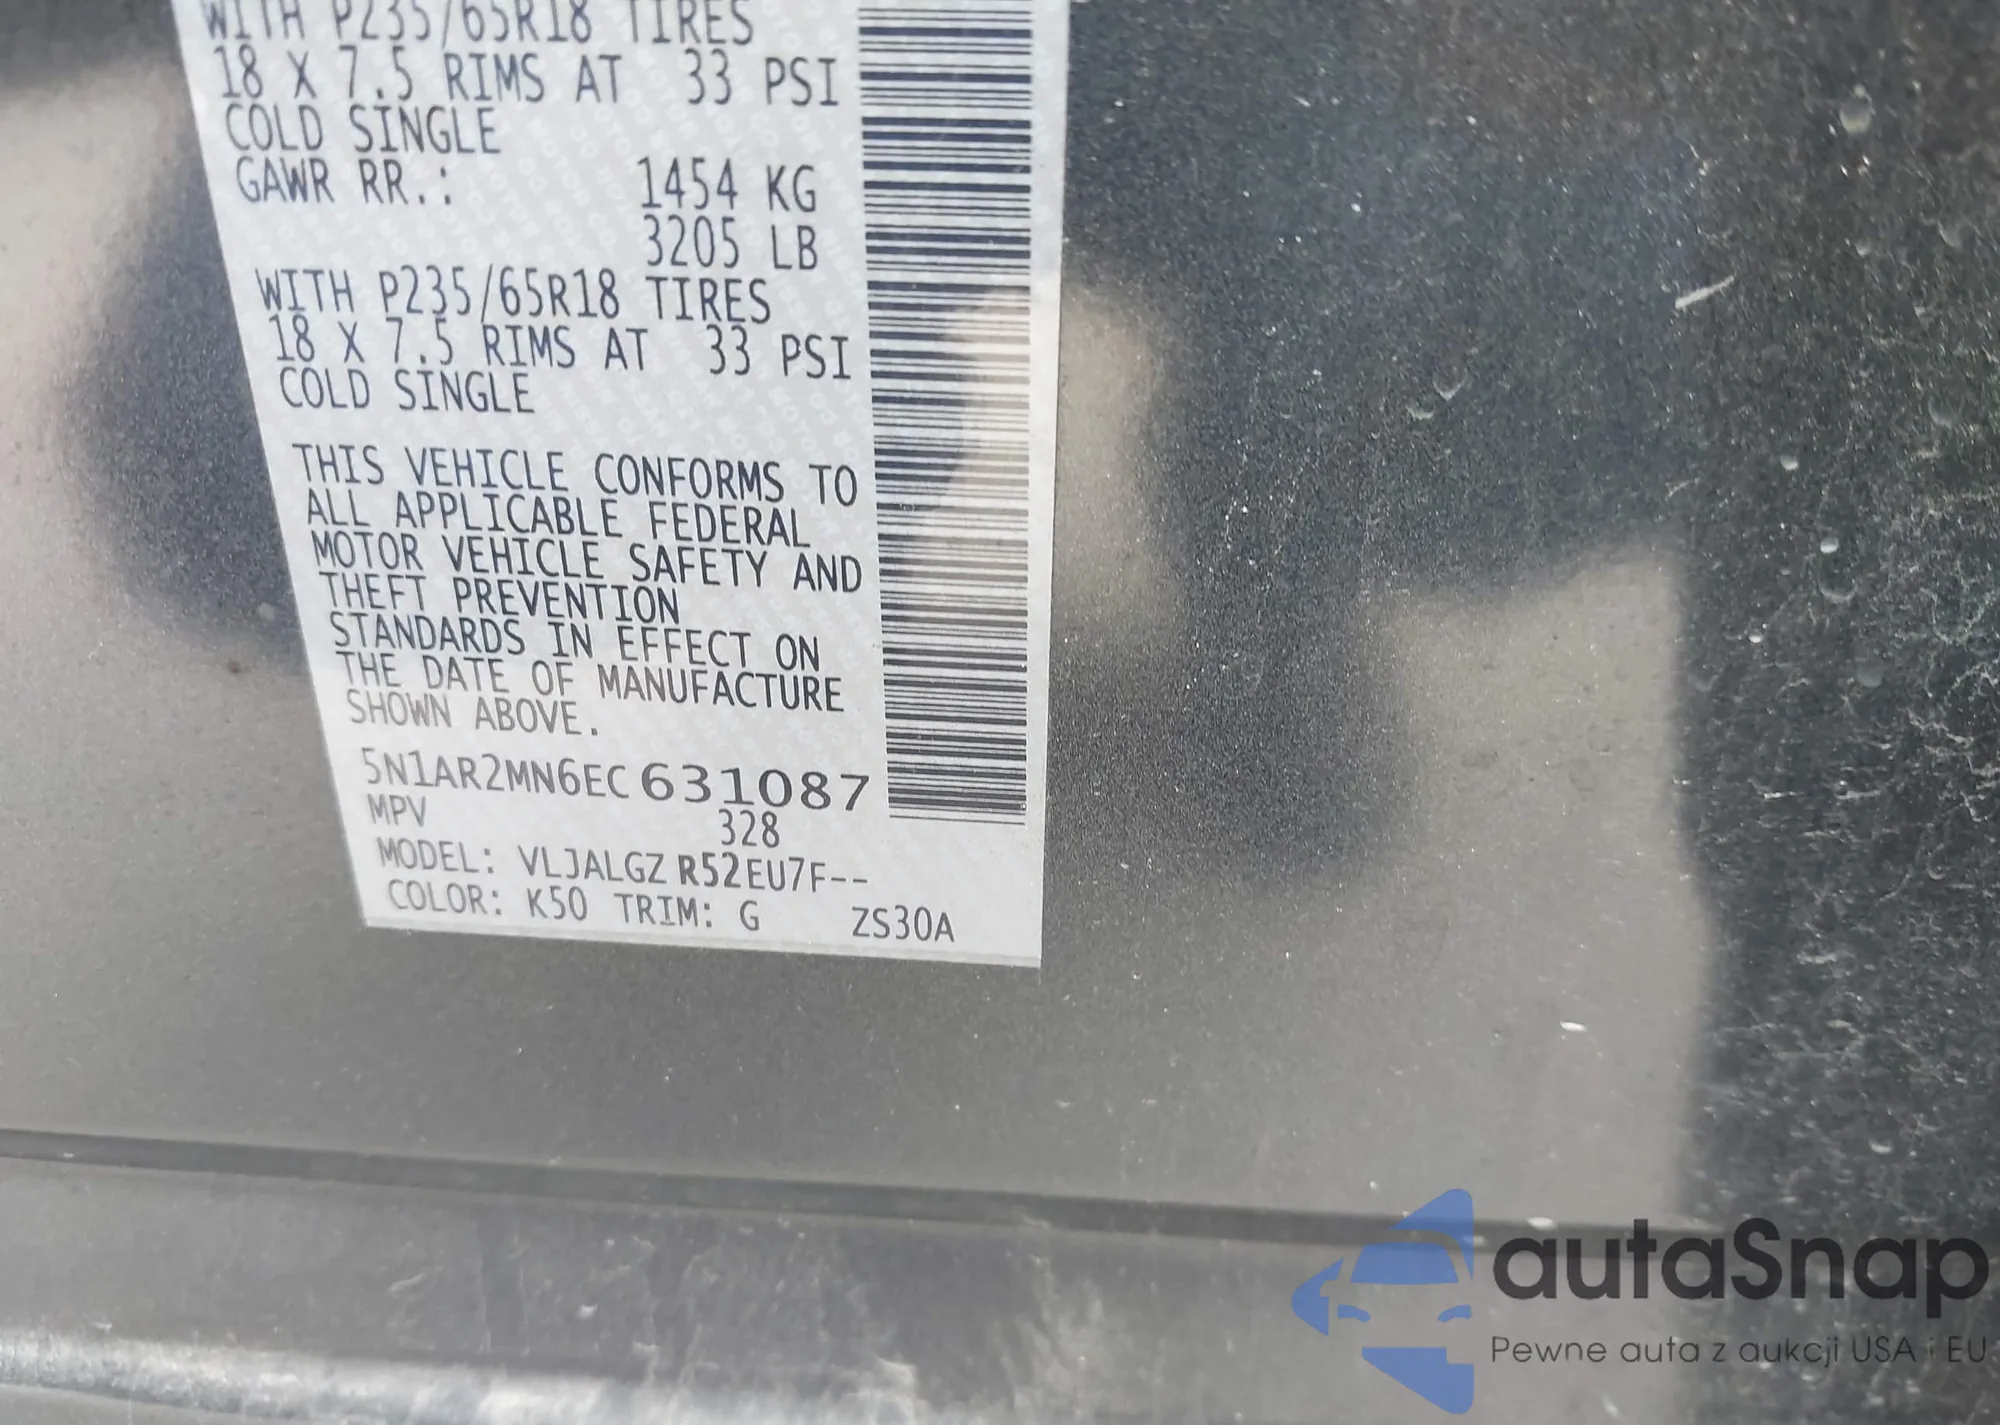 WITH P235/65R18 TIRES
18 X 7.5 RIMS AT 33 PSI
COLD SINGLE
GAWR RR.: 1454 KG
3205 LB
WITH P235/65R18 TIRES
18 X 7.5 RIMS AT 33 PSI
COLD SINGLE
THIS VEHICLE CONFORMS TO
ALL APPLICABLE FEDERAL
MOTOR VEHICLE SAFETY AND
THEFT PREVENTION
STANDARDS IN EFFECT ON
THE DATE OF MANUFACTURE
SHOWN ABOVE.
5N1AR2MN6EC631087
MPV 328
MODEL: VLJALGZ R52EU7F--
COLOR: K50 TRIM: G ZS30A
autaSnap
Pewne auta z aukcji USA i EU